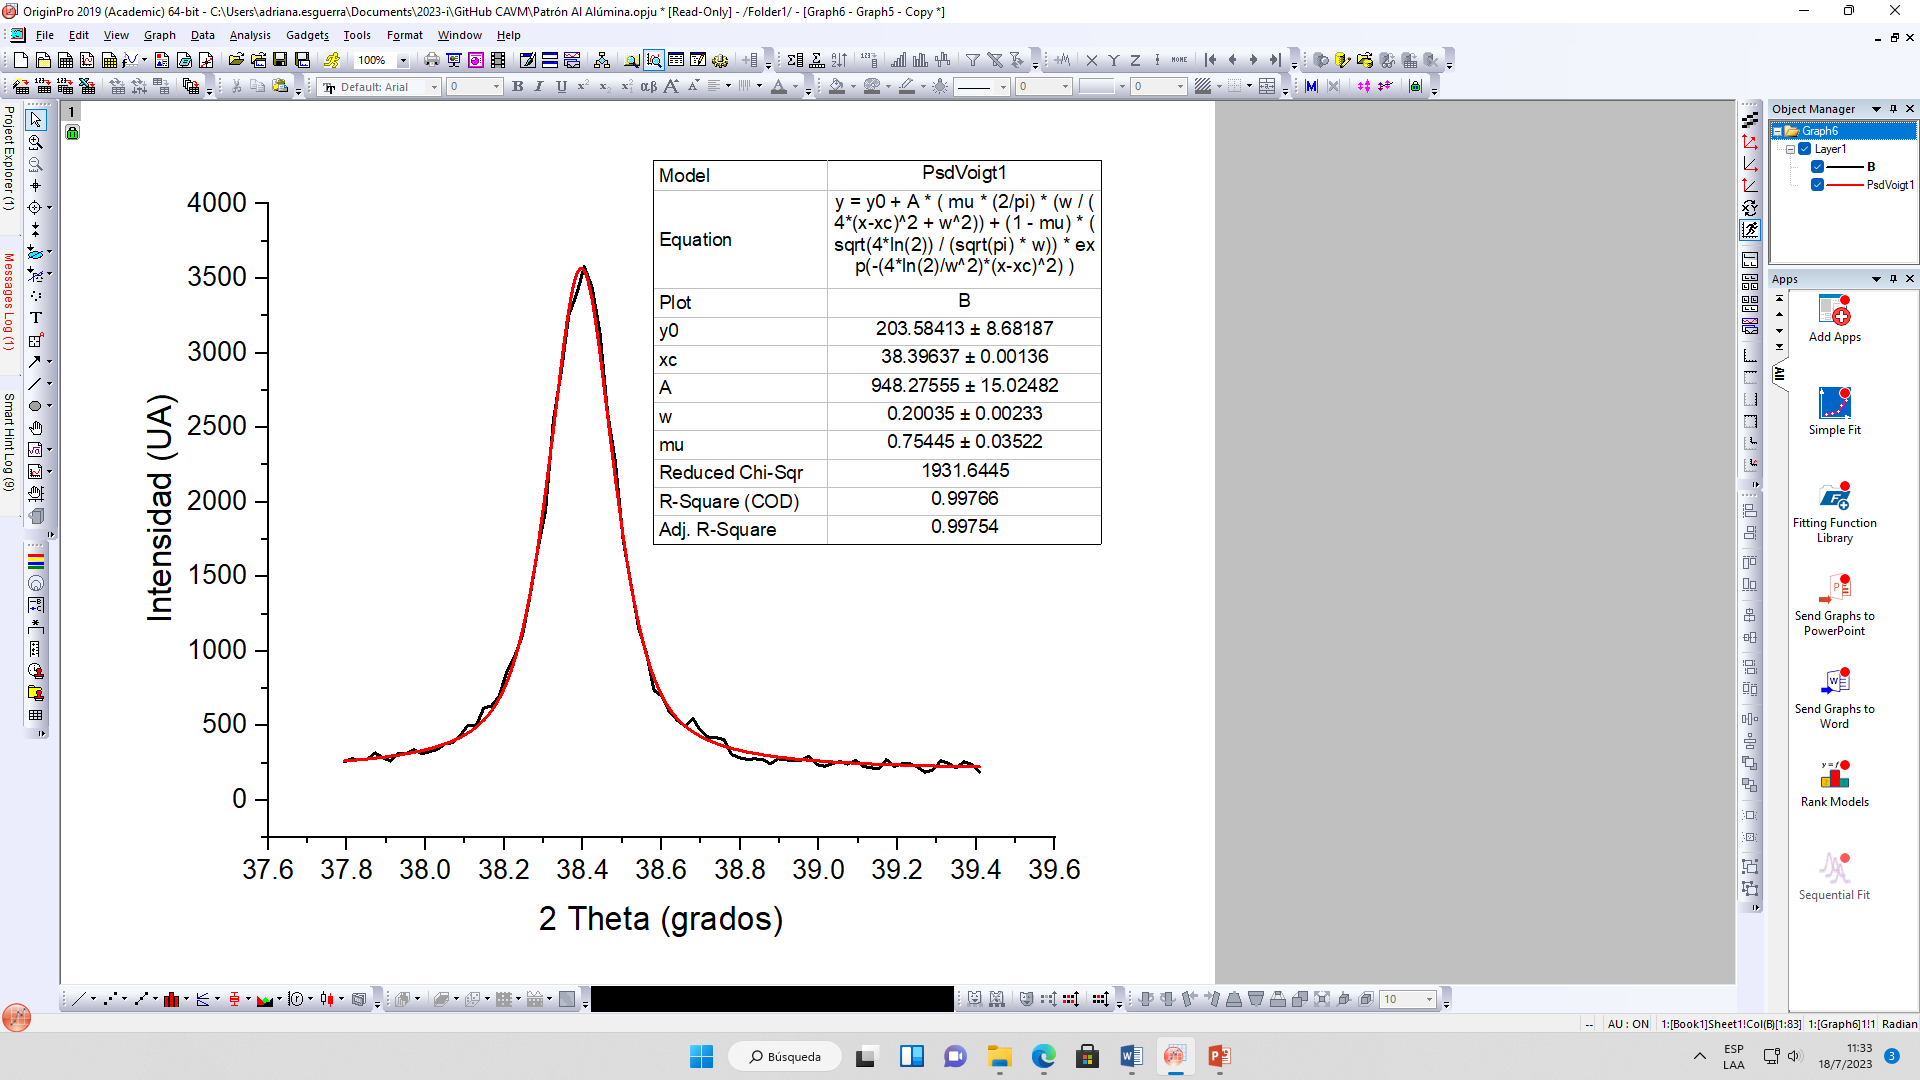 OriginPro 2019 (Academic) 64-bit - C:\Users\adriana.esguerra\Documents\2023-i\GitHub CAVM\Patrón Al Alúmina.opju * [Read-Only] - /Folder1/ - [Graph6 - Graph5 - Copy *]
File Edit View Graph Data Analysis Gadgets Tools Format Window Help
100%
Default: Arial 0 B I U αβ A A 0 0
Project Explorer (1)
Messages Log (1)
Smart Hint Log (9)
1
Model PsdVoigt1
Equation
y = y0 + A * ( mu * (2/pi) * (w / (
4*(x-xc)^2 + w^2)) + (1 - mu) * (
sqrt(4*ln(2)) / (sqrt(pi) * w)) * ex
p(-(4*ln(2)/w^2)*(x-xc)^2) )
Plot B
y0 203.58413 ± 8.68187
xc 38.39637 ± 0.00136
A 948.27555 ± 15.02482
w 0.20035 ± 0.00233
mu 0.75445 ± 0.03522
Reduced Chi-Sqr 1931.6445
R-Square (COD) 0.99766
Adj. R-Square 0.99754
4000
3500
3000
2500
2000
1500
1000
500
0
Intensidad (UA)
37.6 37.8 38.0 38.2 38.4 38.6 38.8 39.0 39.2 39.4 39.6
2 Theta (grados)
Object Manager
Graph6
Layer1
B
PsdVoigt1
Apps
All
Add Apps
Simple Fit
Fitting Function
Library
Send Graphs to
PowerPoint
Send Graphs to
Word
Rank Models
Sequential Fit
10
-- AU : ON 1:[Book1]Sheet1!Col(B)[1:83] 1:[Graph6]1!1 Radian
Búsqueda
ESP
LAA
11:33
18/7/2023
3